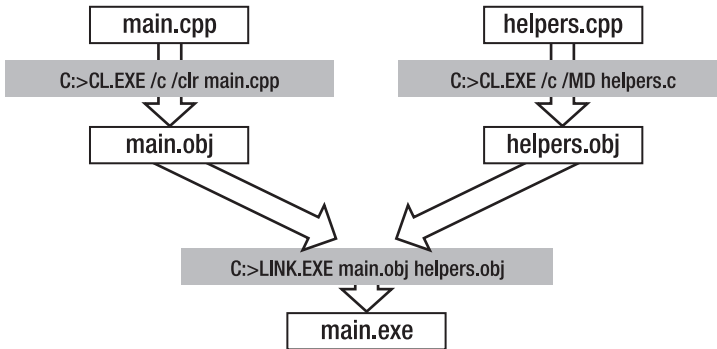 main.cpp
helpers.cpp
C:>CL.EXE /c /clr main.cpp
C:>CL.EXE /c /MD helpers.c
main.obj
helpers.obj
C:>LINK.EXE main.obj helpers.obj
main.exe